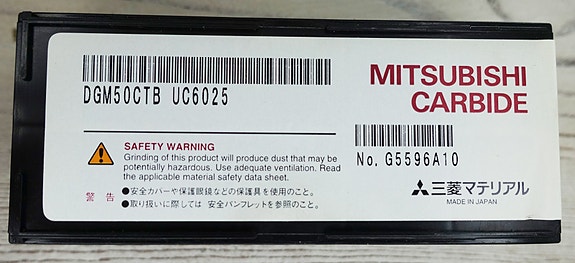 DGM50CTB UC6025
MITSUBISHI
CARBIDE
No. G5596A10
SAFETY WARNING
Grinding of this product will produce dust that may be
potentially hazardous. Use adequate ventilation. Read
the applicable material safety data sheet.
警告
●安全カバーや保護眼鏡などの保護具を使用のこと。
●取り扱いに際しては 安全パンフレットを参照のこと。
三菱マテリアル
MADE IN JAPAN